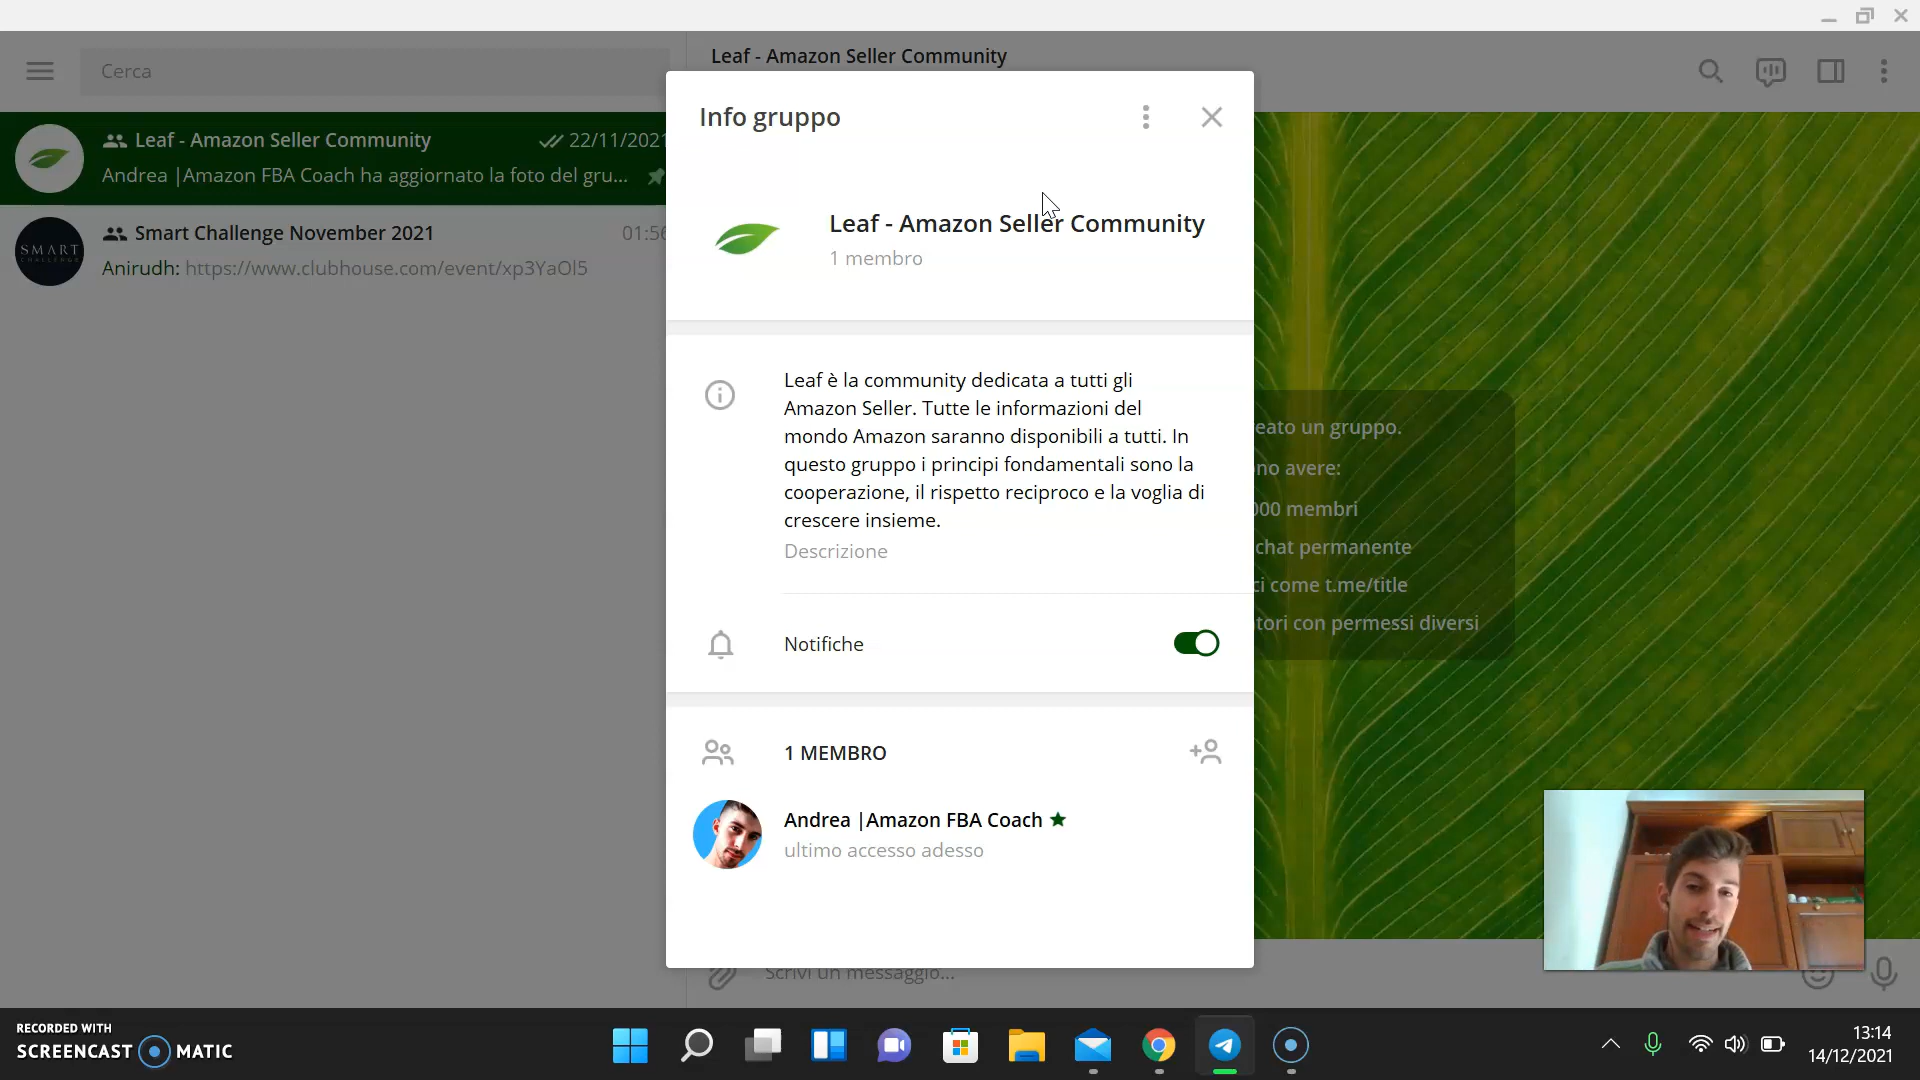 Leaf - Amazon Seller Community
Cerca
Leaf - Amazon Seller Community
22/11/2021
Andrea |Amazon FBA Coach ha aggiornato la foto del gru...
SMART
Smart Challenge November 2021
01:56
Anirudh: https://www.clubhouse.com/event/xp3YaOl5
Info gruppo
Leaf - Amazon Seller Community
1 membro
Leaf è la community dedicata a tutti gli
Amazon Seller. Tutte le informazioni del
mondo Amazon saranno disponibili a tutti. In
questo gruppo i principi fondamentali sono la
cooperazione, il rispetto reciproco e la voglia di
crescere insieme.
Descrizione
Notifiche
1 MEMBRO
Andrea |Amazon FBA Coach
ultimo accesso adesso
eato un gruppo.
no avere:
000 membri
chat permanente
ci come t.me/title
tori con permessi diversi
Scrivi un messaggio...
RECORDED WITH
SCREENCAST MATIC
13:14
14/12/2021